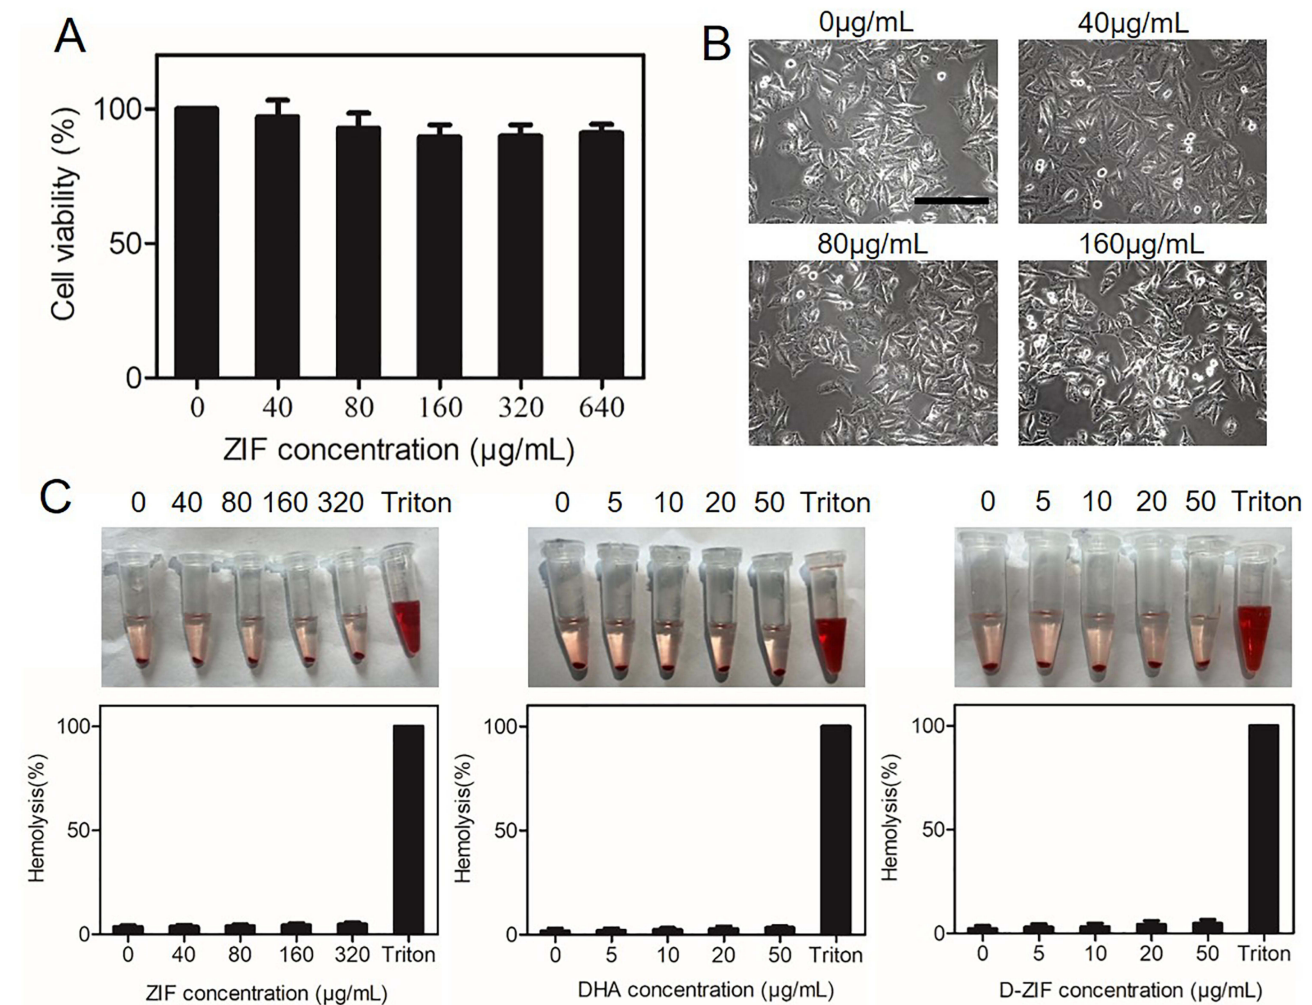 A
Cell viability (%)
100
50
0
0 40 80 160 320 640
ZIF concentration (µg/mL)
B
0µg/mL 40µg/mL
80µg/mL 160µg/mL
C
0 40 80 160 320 Triton
0 5 10 20 50 Triton
0 5 10 20 50 Triton
Hemolysis(%)
100
50
0
0 40 80 160 320 Triton
ZIF concentration (µg/mL)
Hemolysis(%)
100
50
0
0 5 10 20 50 Triton
DHA concentration (µg/mL)
Hemolysis(%)
100
50
0
0 5 10 20 50 Triton
D-ZIF concentration (µg/mL)